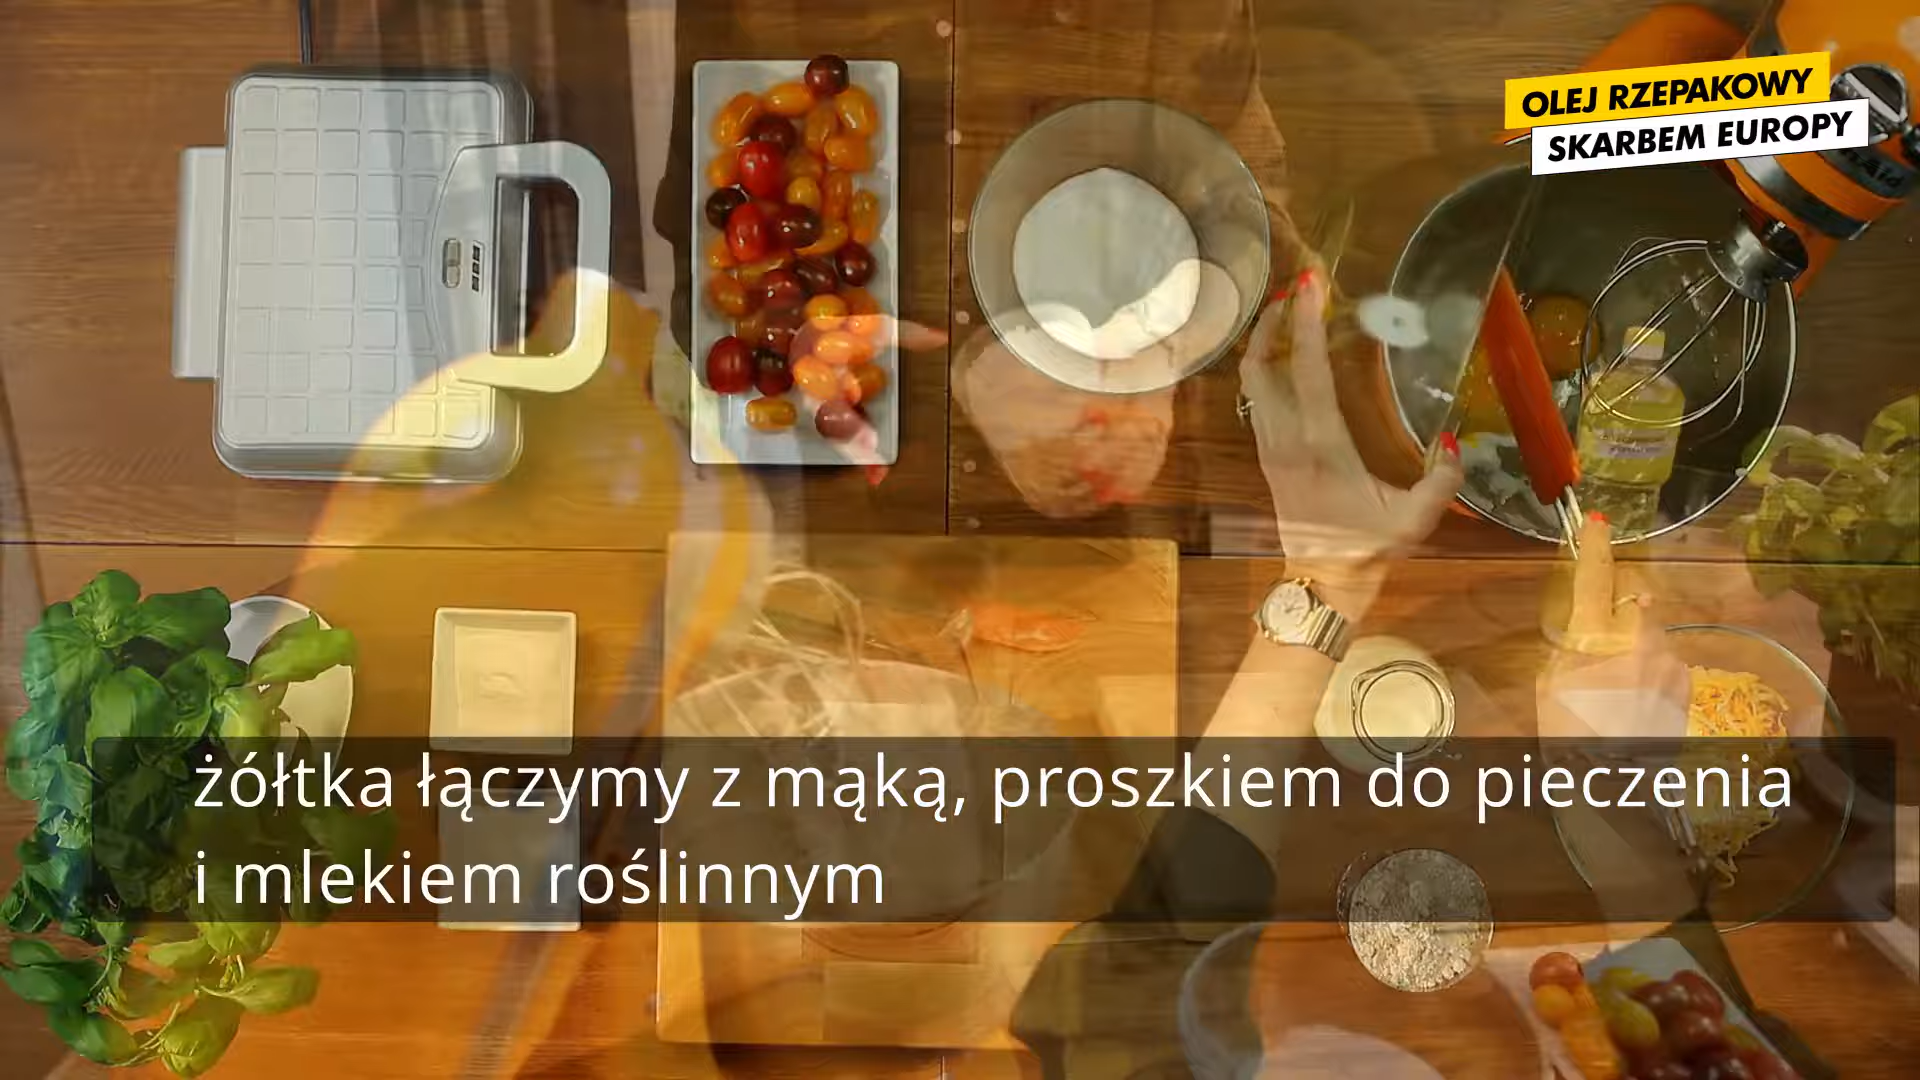 OLEJ RZEPAKOWY
SKARBEM EUROPY
żółtka łączymy z mąką, proszkiem do pieczenia
i mlekiem roślinnym